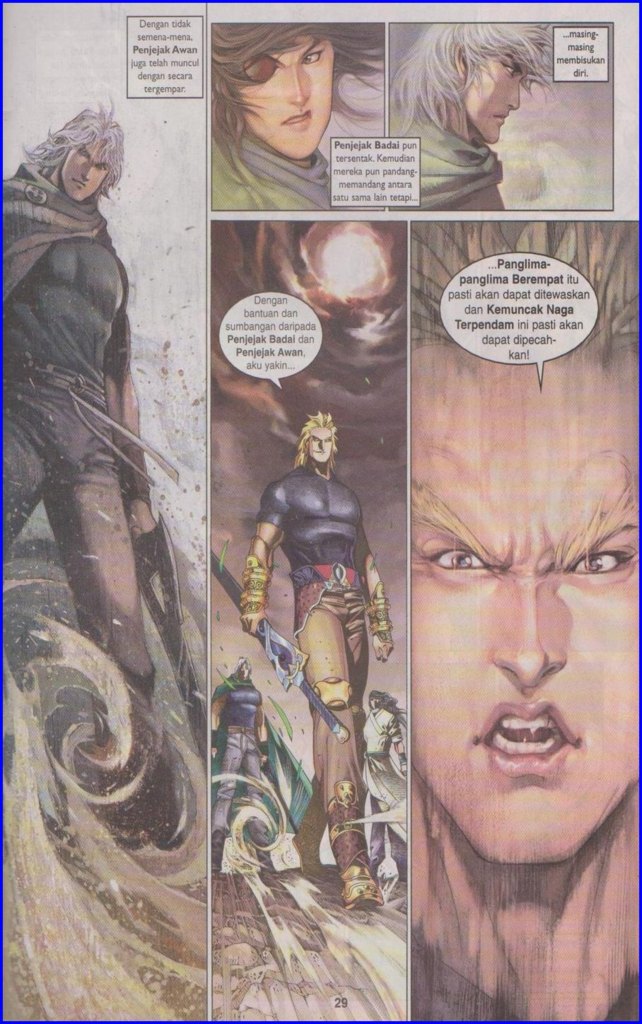 Dengan tidak
semena-mena,
Penjejak Awan
juga telah muncul
dengan secara
tergempar.
Penjejak Badai pun
tersentak. Kemudian
mereka pun pandang-
memandang antara
satu sama lain tetapi...
...masing-
masing
membisukan
diri.
Dengan
bantuan dan
sumbangan daripada
Penjejak Badai dan
Penjejak Awan,
aku yakin...
...Panglima-
panglima Berempat itu
pasti akan dapat ditewaskan
dan Kemuncak Naga
Terpendam ini pasti akan
dapat dipecah-
kan!
29